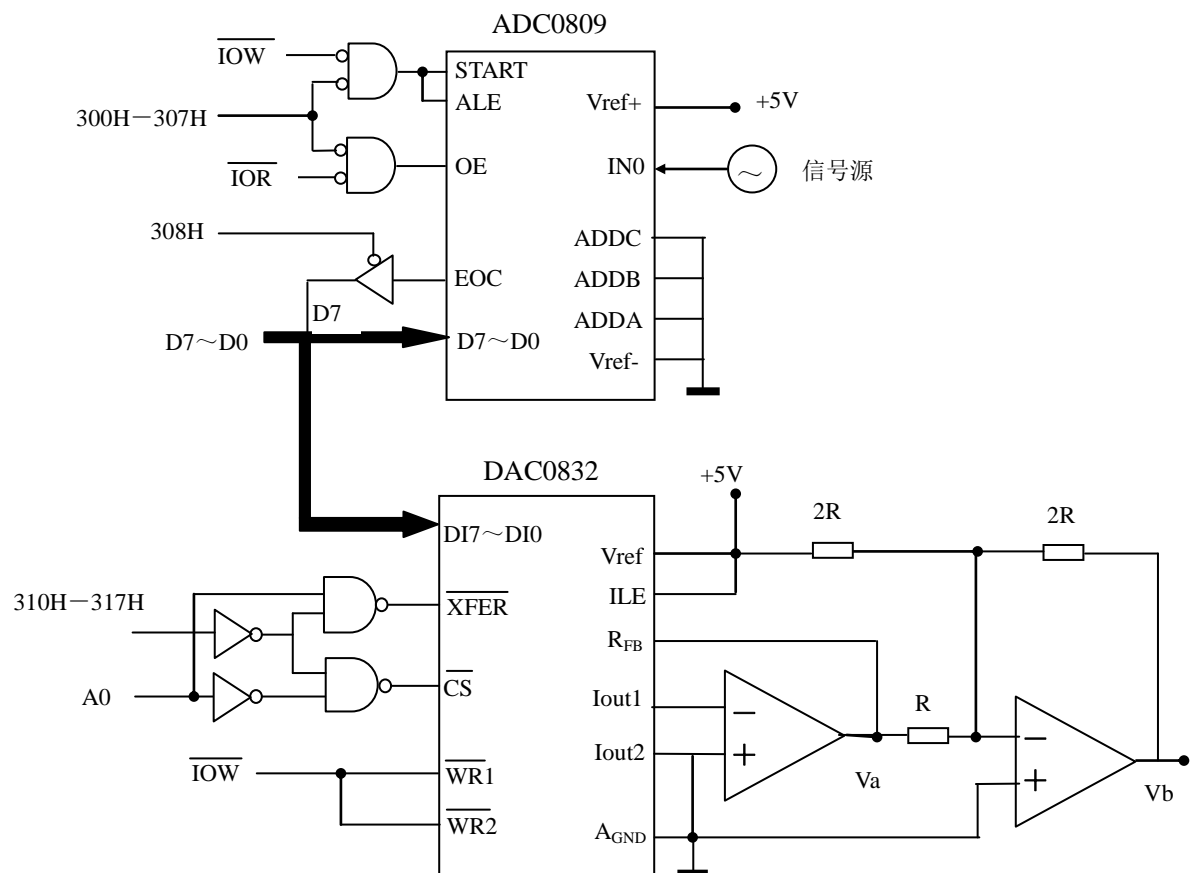 ADC0809
IOW
START
ALE
Vref+
+5V
300H－307H
OE
IOR
IN0
信号源
308H
ADDC
EOC
ADDB
D7
ADDA
D7～D0
D7～D0
Vref-
DAC0832
+5V
2R
2R
DI7～DI0
Vref
310H－317H
XFER
ILE
RFB
A0
CS
Iout1
R
Iout2
IOW
WR1
Va
Vb
WR2
AGND